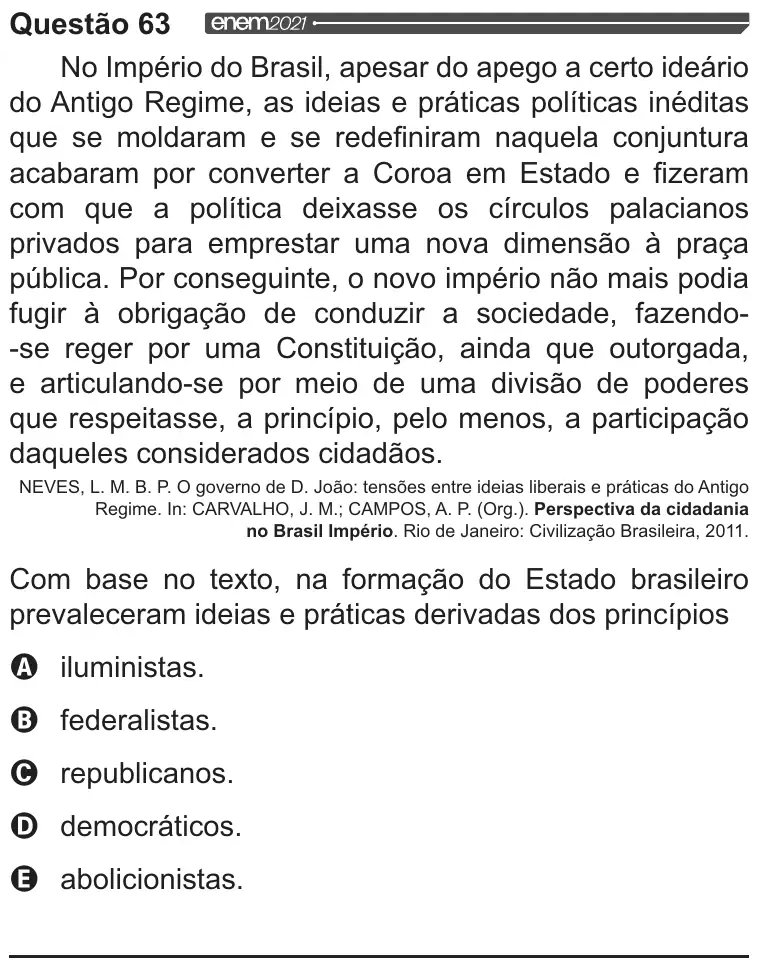 Questão 63 enem2021
No Império do Brasil, apesar do apego a certo ideário
do Antigo Regime, as ideias e práticas políticas inéditas
que se moldaram e se redefiniram naquela conjuntura
acabaram por converter a Coroa em Estado e fizeram
com que a política deixasse os círculos palacianos
privados para emprestar uma nova dimensão à praça
pública. Por conseguinte, o novo império não mais podia
fugir à obrigação de conduzir a sociedade, fazendo-
-se reger por uma Constituição, ainda que outorgada,
e articulando-se por meio de uma divisão de poderes
que respeitasse, a princípio, pelo menos, a participação
daqueles considerados cidadãos.
NEVES, L. M. B. P. O governo de D. João: tensões entre ideias liberais e práticas do Antigo
Regime. In: CARVALHO, J. M.; CAMPOS, A. P. (Org.). Perspectiva da cidadania
no Brasil Império. Rio de Janeiro: Civilização Brasileira, 2011.
Com base no texto, na formação do Estado brasileiro
prevaleceram ideias e práticas derivadas dos princípios
A iluministas.
B federalistas.
C republicanos.
D democráticos.
E abolicionistas.